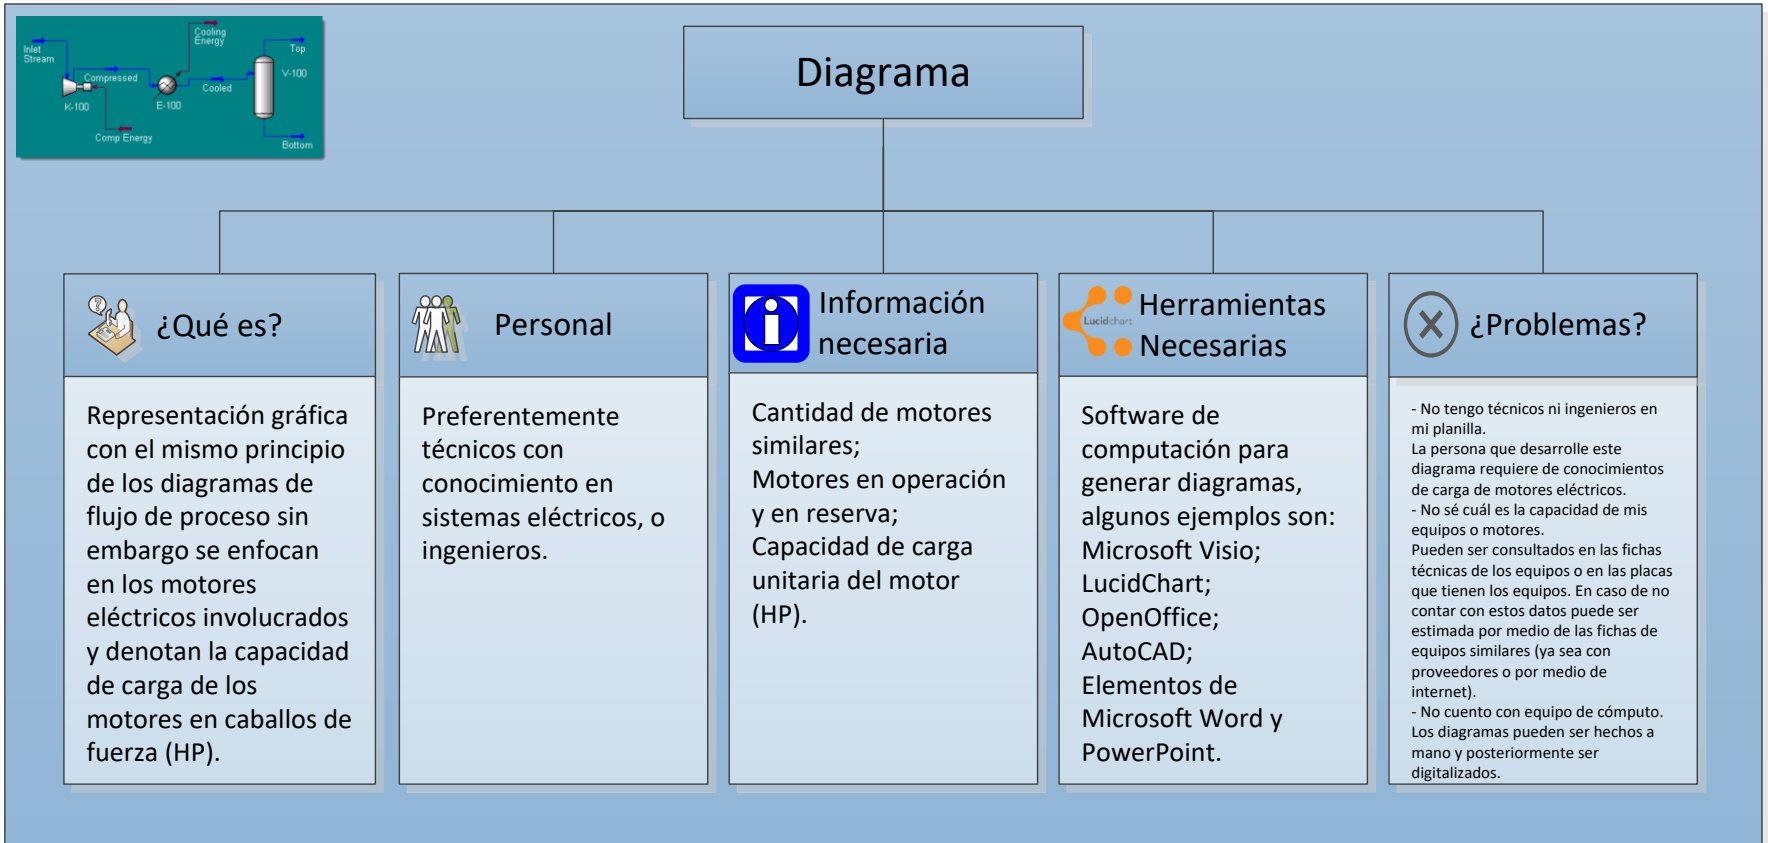 Inlet
Stream
Cooling
Energy
Top
Compressed
V-100
Cooled
K-100
E-100
Comp Energy
Bottom
Diagrama
¿Qué es?
Representación gráfica
con el mismo principio
de los diagramas de
flujo de proceso sin
embargo se enfocan
en los motores
eléctricos involucrados
y denotan la capacidad
de carga de los
motores en caballos de
fuerza (HP).
Personal
Preferentemente
técnicos con
conocimiento en
sistemas eléctricos, o
ingenieros.
Información
necesaria
Cantidad de motores
similares;
Motores en operación
y en reserva;
Capacidad de carga
unitaria del motor
(HP).
Lucidchart
Herramientas
Necesarias
Software de
computación para
generar diagramas,
algunos ejemplos son:
Microsoft Visio;
LucidChart;
OpenOffice;
AutoCAD;
Elementos de
Microsoft Word y
PowerPoint.
¿Problemas?
- No tengo técnicos ni ingenieros en
mi planilla.
La persona que desarrolle este
diagrama requiere de conocimientos
de carga de motores eléctricos.
- No sé cuál es la capacidad de mis
equipos o motores.
Pueden ser consultados en las fichas
técnicas de los equipos o en las placas
que tienen los equipos. En caso de no
contar con estos datos puede ser
estimada por medio de las fichas de
equipos similares (ya sea con
proveedores o por medio de
internet).
- No cuento con equipo de cómputo.
Los diagramas pueden ser hechos a
mano y posteriormente ser
digitalizados.